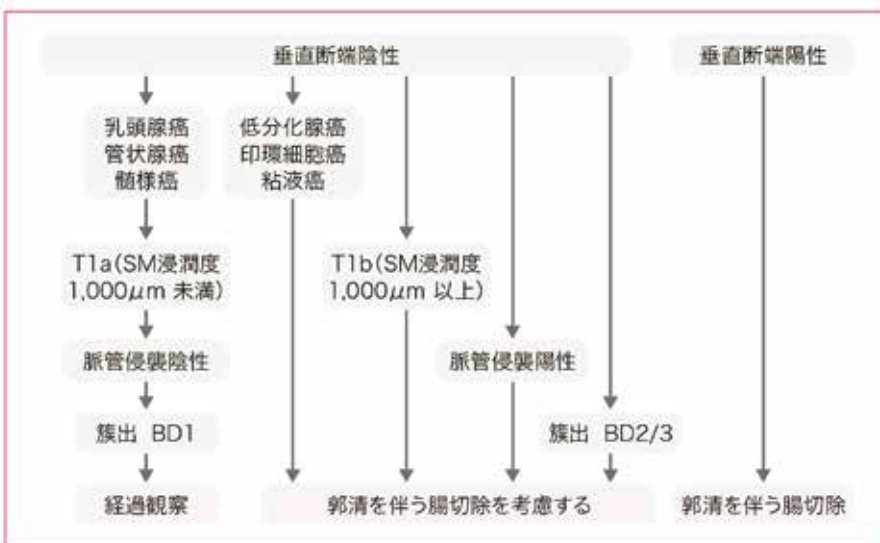 垂直断端陰性
垂直断端陽性
乳頭腺癌
管状腺癌
髄様癌
低分化腺癌
印環細胞癌
粘液癌
T1a(SM浸潤度
1,000μm 未満)
T1b(SM浸潤度
1,000μm 以上)
脈管侵襲陰性
脈管侵襲陽性
簇出 BD1
簇出 BD2/3
経過観察
郭清を伴う腸切除を考慮する
郭清を伴う腸切除